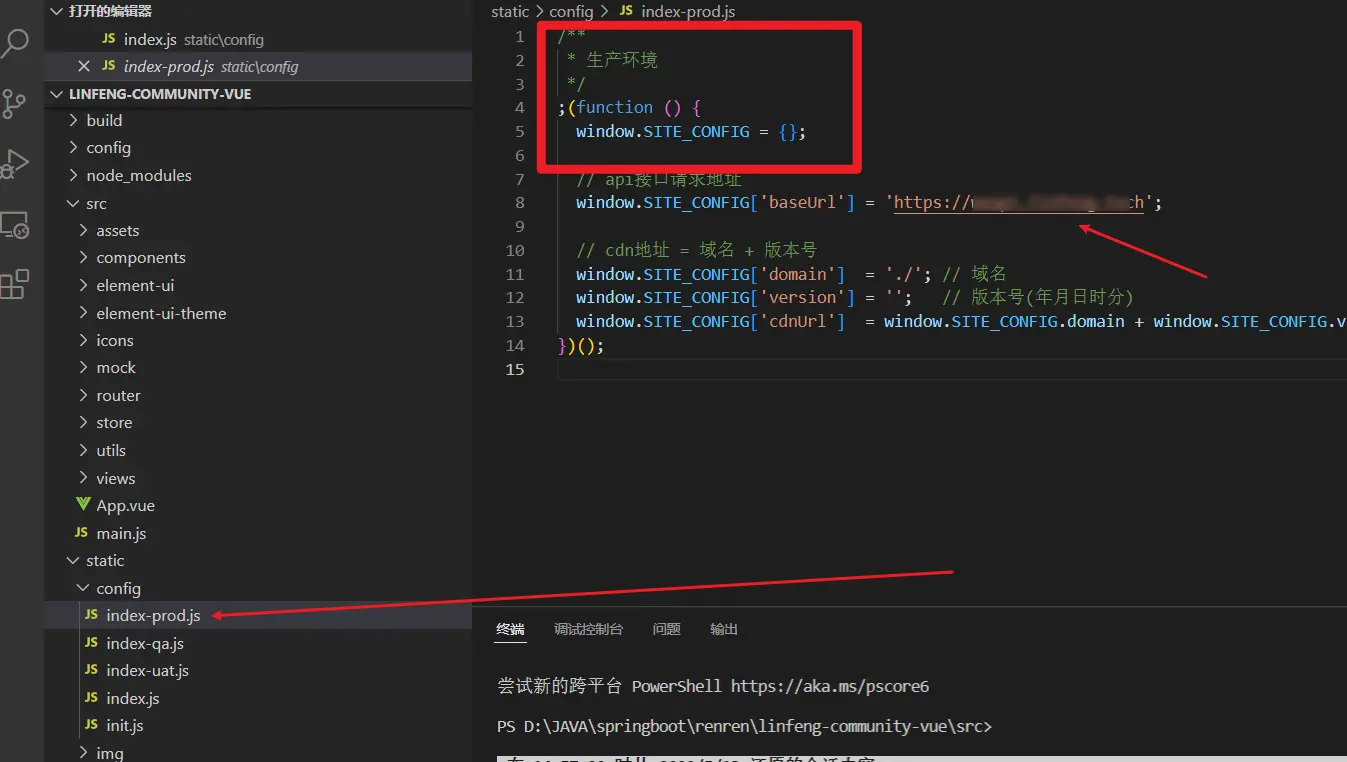 打开的编辑器
JS index.js static\config
JS index-prod.js static\config
LINFENG-COMMUNITY-VUE
build
config
node_modules
src
assets
components
element-ui
element-ui-theme
icons
mock
router
store
utils
views
App.vue
JS main.js
static
config
JS index-prod.js
JS index-qa.js
JS index-uat.js
JS index.js
JS init.js
img
static > config > JS index-prod.js
1 /**
2 * 生产环境
3 */
4 ;(function () {
5 window.SITE_CONFIG = {};
6
7 // api接口请求地址
8 window.SITE_CONFIG['baseUrl'] = 'https://
9
10 // cdn地址 = 域名 + 版本号
11 window.SITE_CONFIG['domain'] = './'; // 域名
12 window.SITE_CONFIG['version'] = ''; // 版本号(年月日时分)
13 window.SITE_CONFIG['cdnUrl'] = window.SITE_CONFIG.domain + window.SITE_CONFIG.v
14 })();
15
终端 调试控制台 问题 输出
尝试新的跨平台 PowerShell https://aka.ms/pscore6
PS D:\JAVA\springboot\renren\linfeng-community-vue\src>